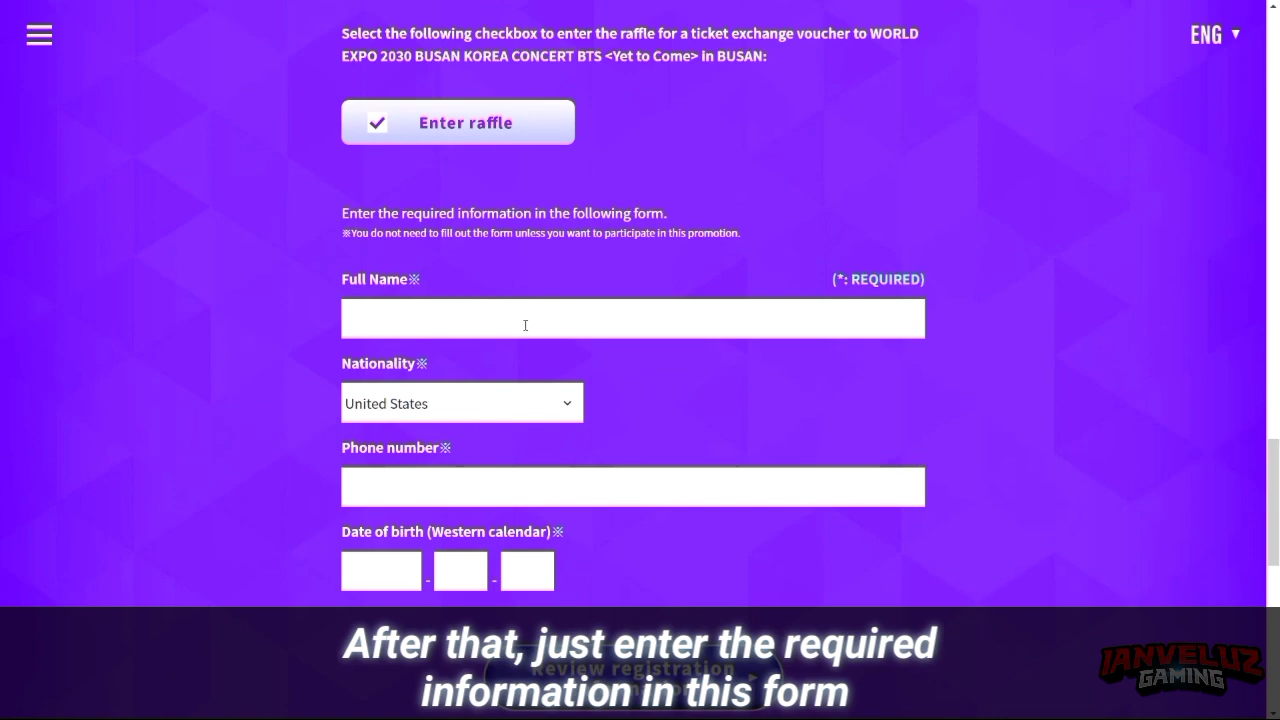 ENG ▼
Select the following checkbox to enter the raffle for a ticket exchange voucher to WORLD
EXPO 2030 BUSAN KOREA CONCERT BTS <Yet to Come> in BUSAN:
Enter raffle
Enter the required information in the following form.
※You do not need to fill out the form unless you want to participate in this promotion.
Full Name※
(*: REQUIRED)
Nationality※
United States
Phone number※
Date of birth (Western calendar)※
- -
Review registration
After that, just enter the required
information in this form
IANVELUZ
GAMING